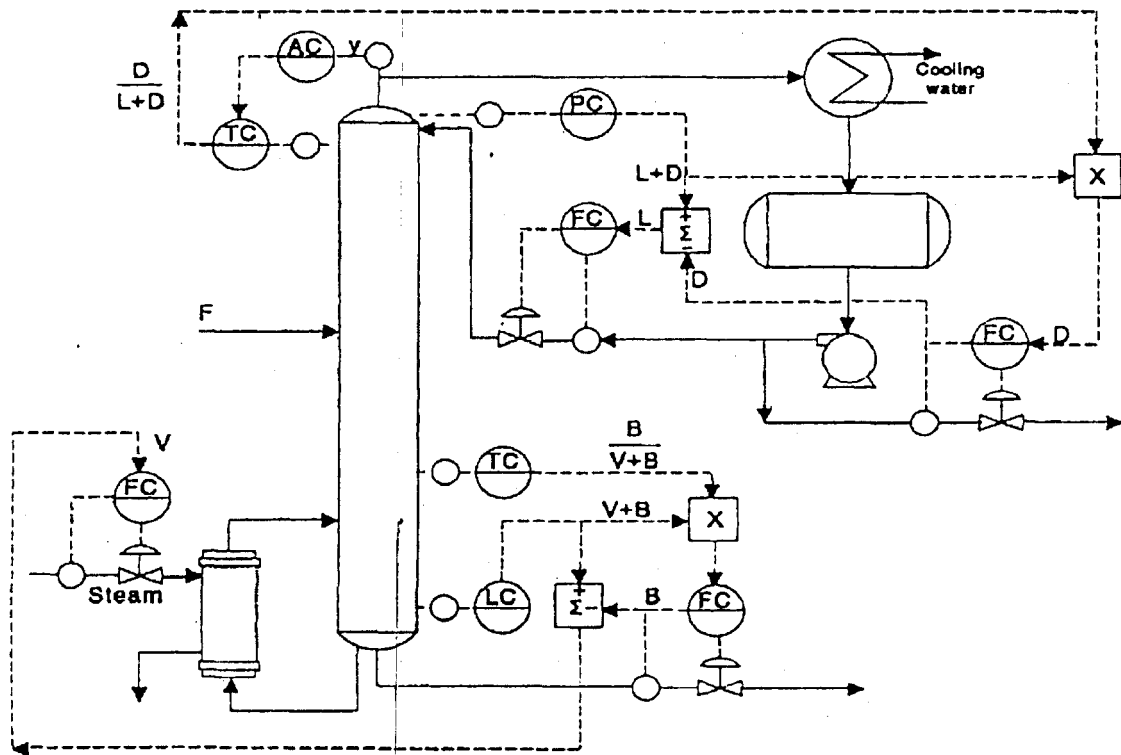 AC
y
D
L+D
TC
PC
Cooling
water
L+D
X
FC
L
+
Σ
-
D
F
FC
D
V
FC
TC
B
V+B
V+B
X
Steam
LC
+
Σ-
B
FC